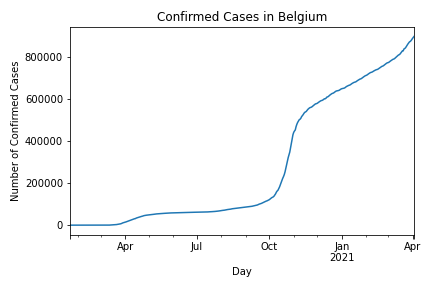 Confirmed Cases in Belgium
Number of Confirmed Cases
800000
600000
400000
200000
0
Apr Jul Oct Jan Apr
2021
Day